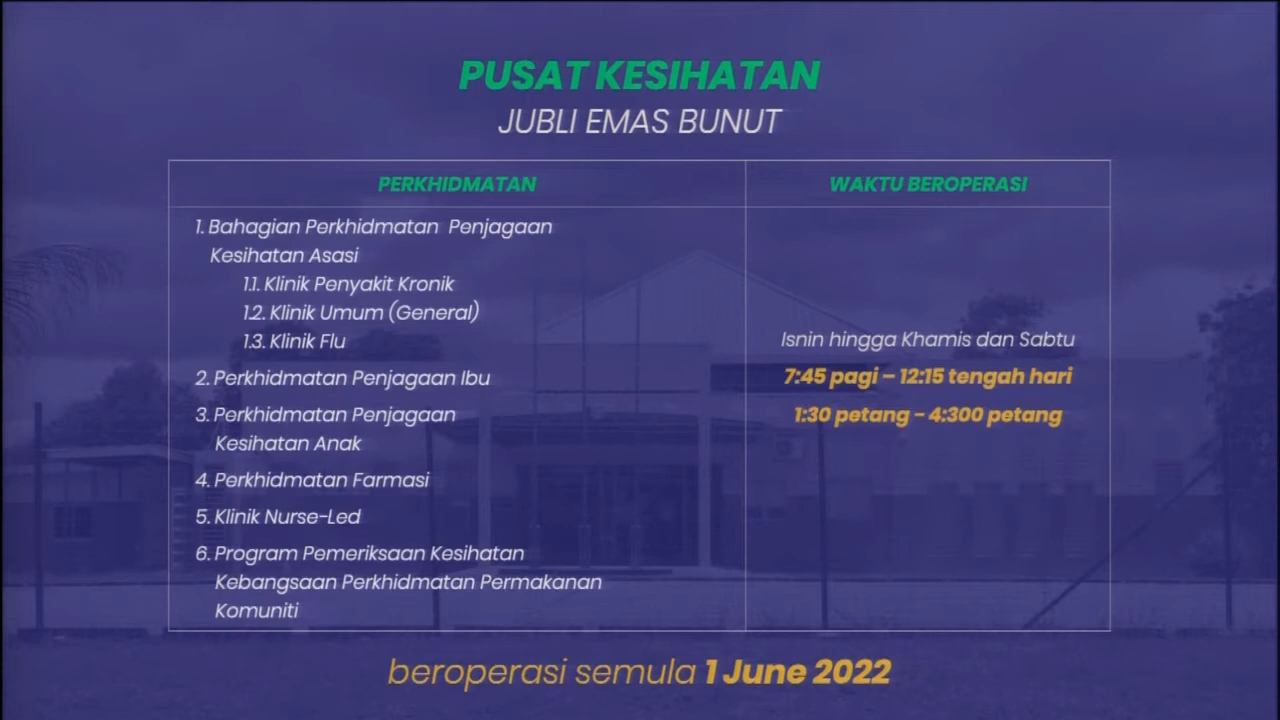 PUSAT KESIHATAN
JUBLI EMAS BUNUT
PERKHIDMATAN
WAKTU BEROPERASI
1. Bahagian Perkhidmatan Penjagaan
Kesihatan Asasi
1.1. Klinik Penyakit Kronik
1.2. Klinik Umum (General)
1.3. Klinik Flu
2. Perkhidmatan Penjagaan Ibu
3. Perkhidmatan Penjagaan
Kesihatan Anak
4. Perkhidmatan Farmasi
5. Klinik Nurse-Led
6. Program Pemeriksaan Kesihatan
Kebangsaan Perkhidmatan Permakanan
Komuniti
Isnin hingga Khamis dan Sabtu
7:45 pagi – 12:15 tengah hari
1:30 petang - 4:300 petang
beroperasi semula 1 June 2022